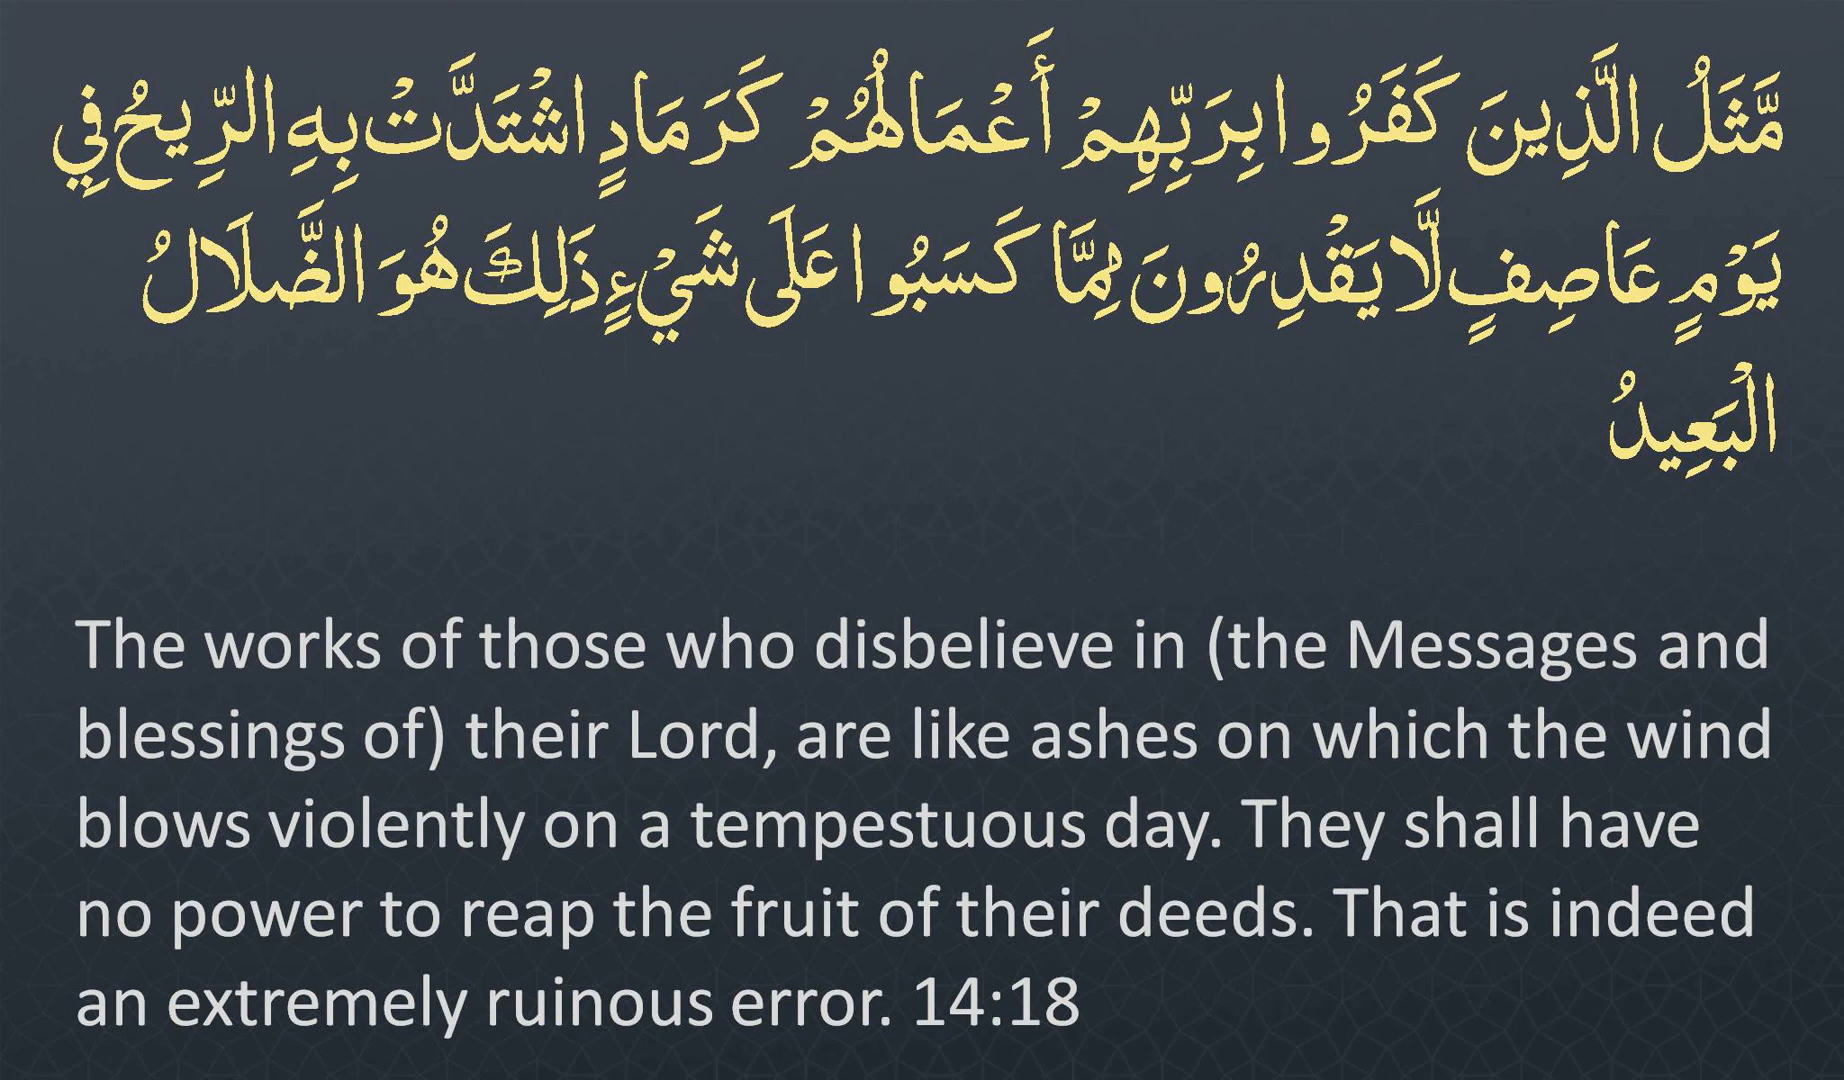 مَّثَلُ الَّذِينَ كَفَرُوا بِرَبِّهِمْ أَعْمَالُهُمْ كَرَمَادٍ اشْتَدَّتْ بِهِ الرِّيحُ فِي
يَوْمٍ عَاصِفٍ لَّا يَقْدِرُونَ مِمَّا كَسَبُوا عَلَى شَيْءٍ ذَلِكَ هُوَ الضَّلَالُ
الْبَعِيدُ
The works of those who disbelieve in (the Messages and
blessings of) their Lord, are like ashes on which the wind
blows violently on a tempestuous day. They shall have
no power to reap the fruit of their deeds. That is indeed
an extremely ruinous error. 14:18